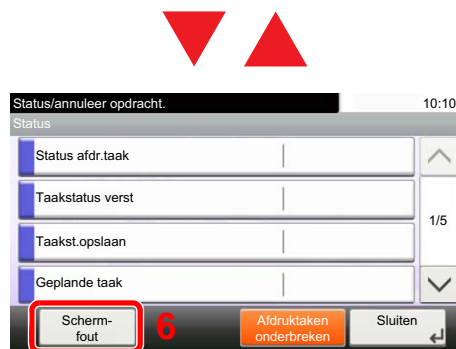 Status/annuleer opdracht.
10:10
Status
Status afdr.taak
Taakstatus verst
1/5
Taakst.opslaan
Geplande taak
Scherm-
fout
6
Afdruktaken
onderbreken
Sluiten